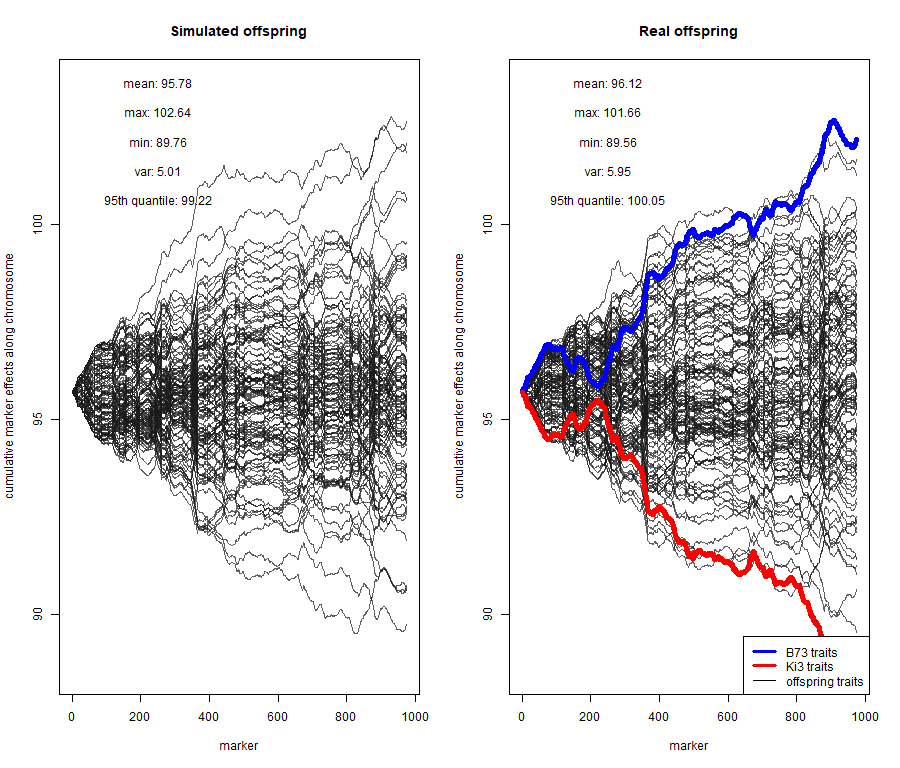 Simulated offspring
mean: 95.78
max: 102.64
min: 89.76
var: 5.01
95th quantile: 99.22
cumulative marker effects along chromosome
90
95
100
0
200
400
600
800
1000
marker
Real offspring
mean: 96.12
max: 101.66
min: 89.56
var: 5.95
95th quantile: 100.05
cumulative marker effects along chromosome
90
95
100
B73 traits
Ki3 traits
offspring traits
0
200
400
600
800
1000
marker